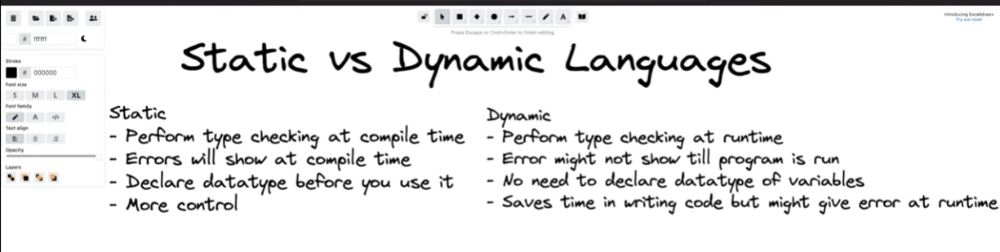 Introducing Excalidraw+
Try out now!
# ffffff
A
Press Escape or Cmd+Enter to finish editing
Stroke
# 000000
Font size
S M L XL
Font family
A </>
Text align
Opacity
Layers
Static vs Dynamic Languages
Static
- Perform type checking at compile time
- Errors will show at compile time
- Declare datatype before you use it
- More control
Dynamic
- Perform type checking at runtime
- Error might not show till program is run
- No need to declare datatype of variables
- Saves time in writing code but might give error at runtime